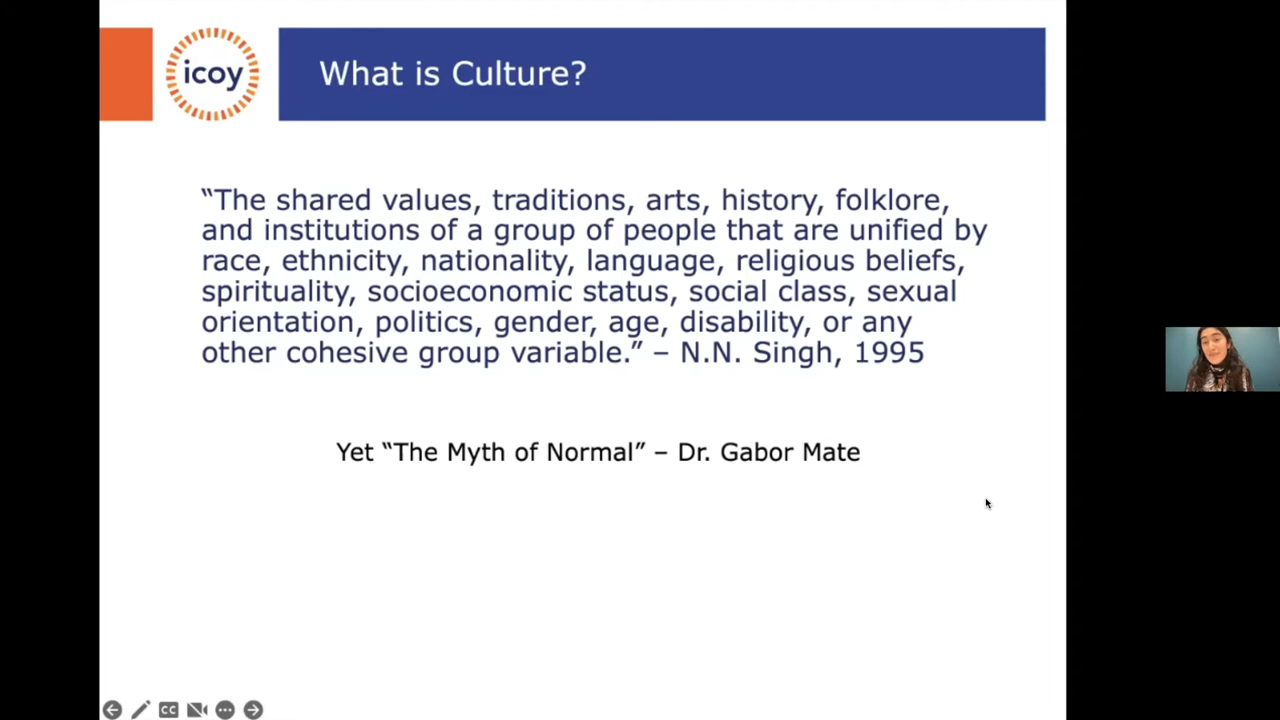 icoy
What is Culture?
“The shared values, traditions, arts, history, folklore,
and institutions of a group of people that are unified by
race, ethnicity, nationality, language, religious beliefs,
spirituality, socioeconomic status, social class, sexual
orientation, politics, gender, age, disability, or any
other cohesive group variable.” – N.N. Singh, 1995
Yet “The Myth of Normal” – Dr. Gabor Mate
CC